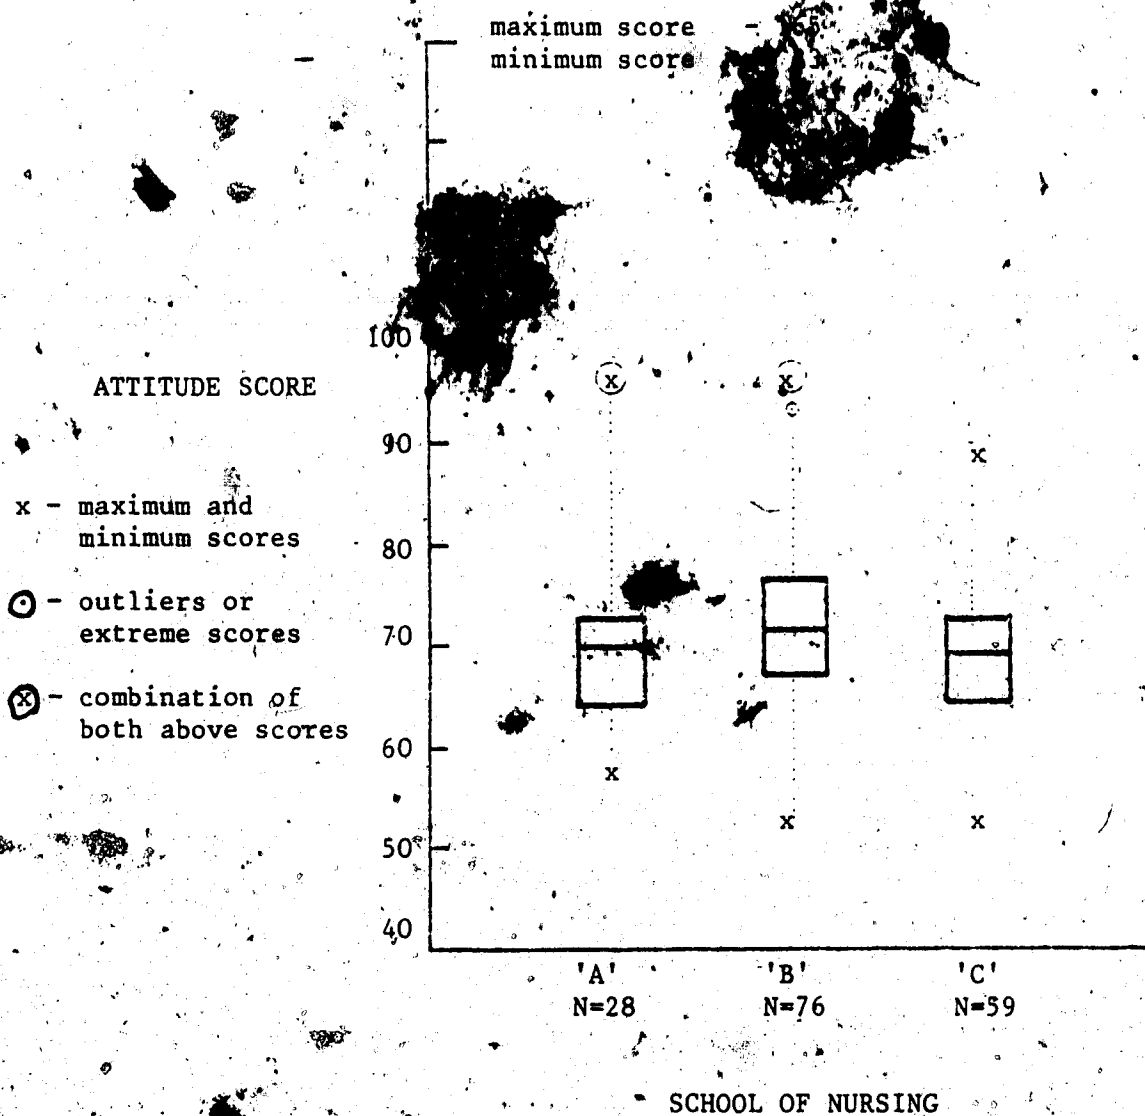 maximum score -
minimum score
100
ATTITUDE SCORE
90
x - maximum and
minimum scores
80
- outliers or
extreme scores
70
x - combination of
both above scores
60
50
40
x x x
x x x
'A' 'B' 'C'
N=28 N=76 N=59
SCHOOL OF NURSING